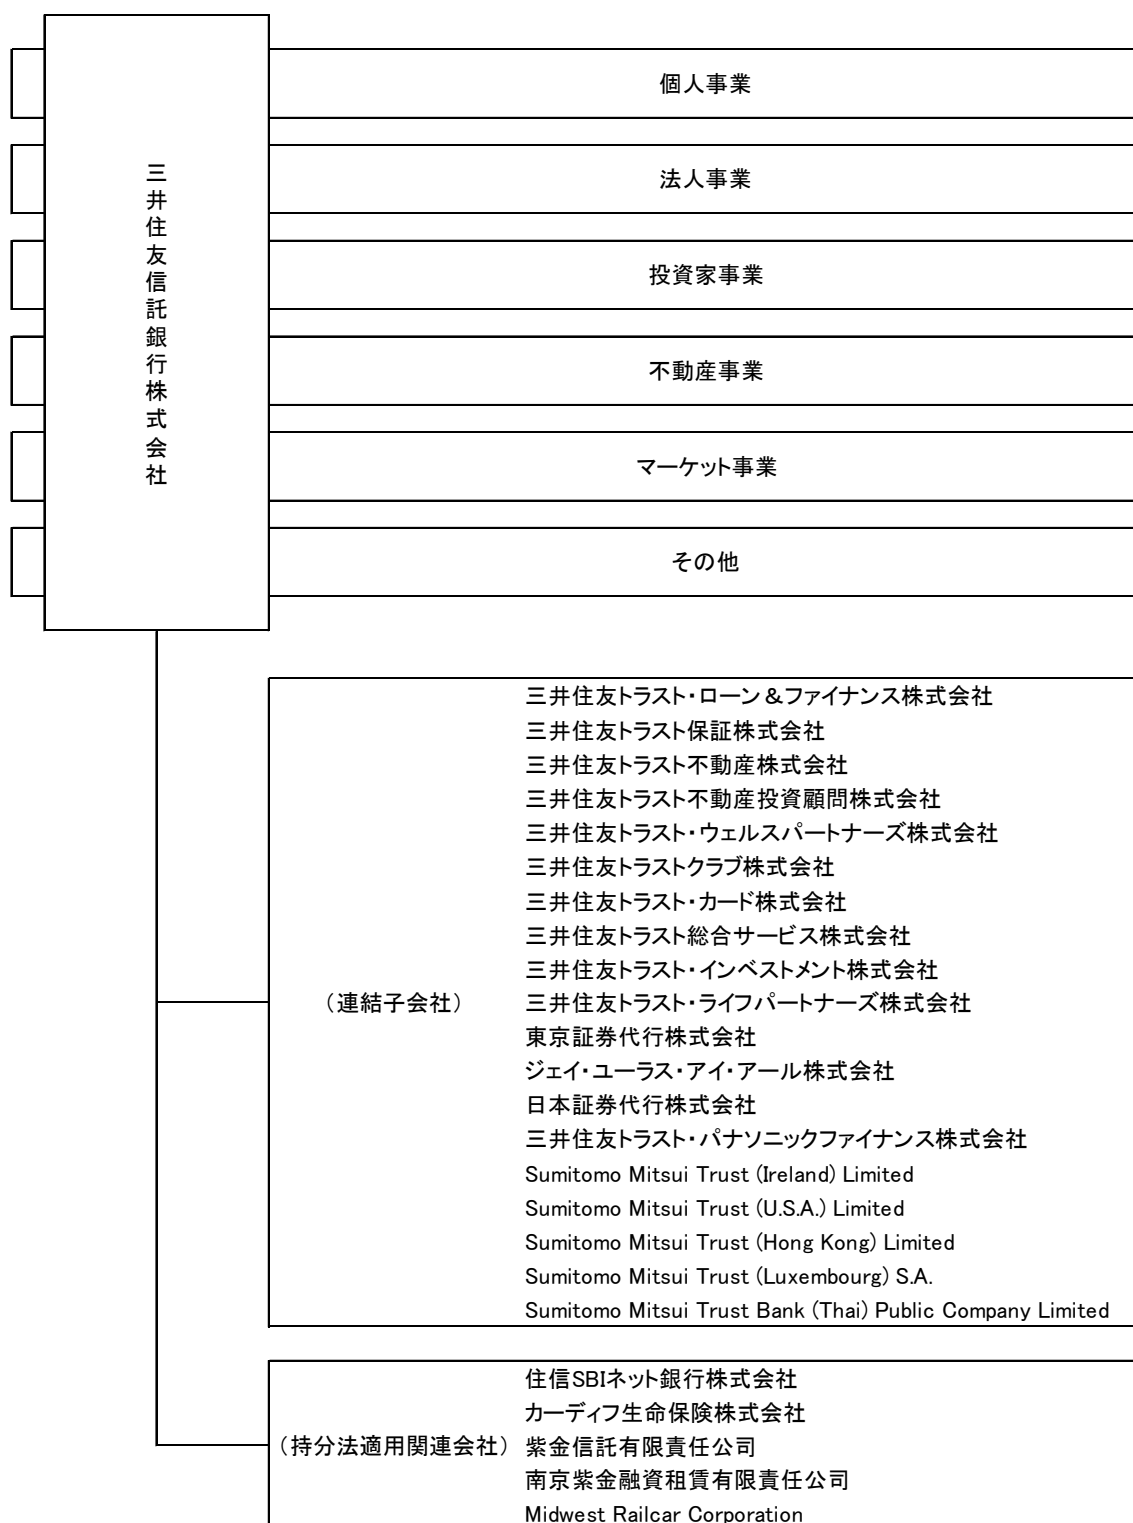 三井住友信託銀行株式会社
個人事業
法人事業
投資家事業
不動産事業
マーケット事業
その他
（連結子会社）
三井住友トラスト・ローン＆ファイナンス株式会社
三井住友トラスト保証株式会社
三井住友トラスト不動産株式会社
三井住友トラスト不動産投資顧問株式会社
三井住友トラスト・ウェルスパートナーズ株式会社
三井住友トラストクラブ株式会社
三井住友トラスト・カード株式会社
三井住友トラスト総合サービス株式会社
三井住友トラスト・インベストメント株式会社
三井住友トラスト・ライフパートナーズ株式会社
東京証券代行株式会社
ジェイ・ユーラス・アイ・アール株式会社
日本証券代行株式会社
三井住友トラスト・パナソニックファイナンス株式会社
Sumitomo Mitsui Trust (Ireland) Limited
Sumitomo Mitsui Trust (U.S.A.) Limited
Sumitomo Mitsui Trust (Hong Kong) Limited
Sumitomo Mitsui Trust (Luxembourg) S.A.
Sumitomo Mitsui Trust Bank (Thai) Public Company Limited
（持分法適用関連会社）
住信SBIネット銀行株式会社
カーディフ生命保険株式会社
紫金信託有限責任公司
南京紫金融資租賃有限責任公司
Midwest Railcar Corporation